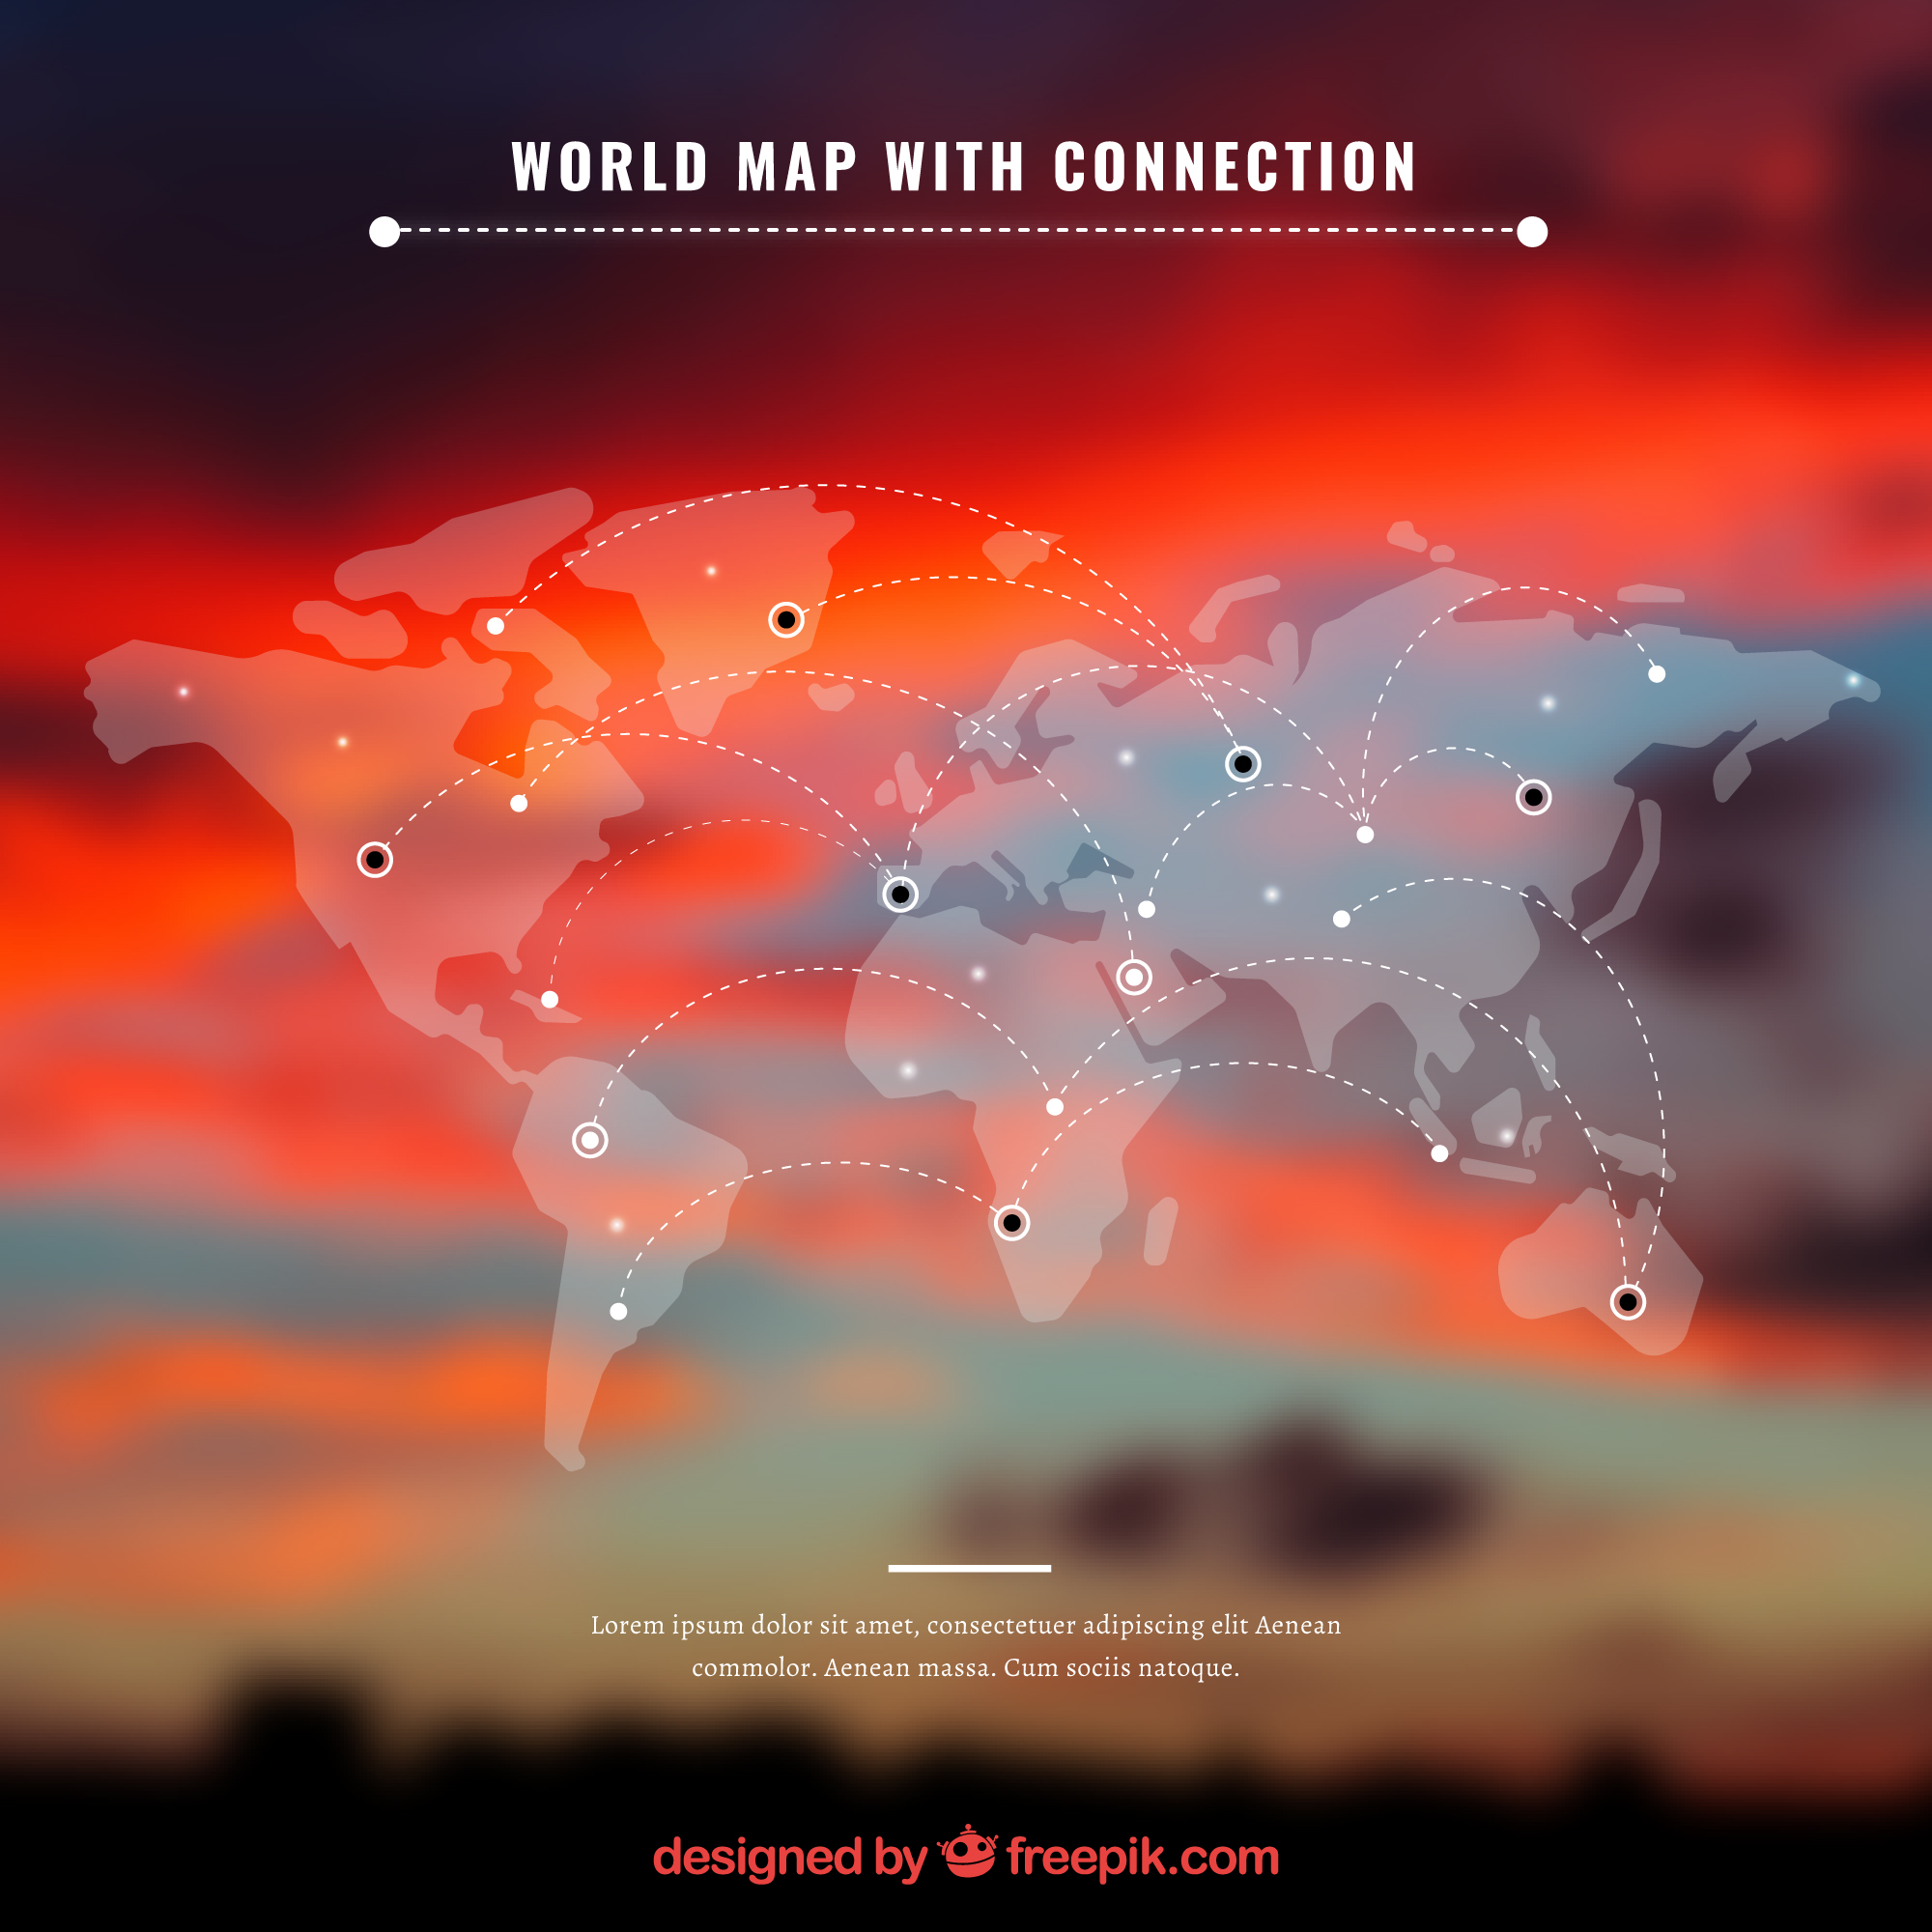 WORLD MAP WITH CONNECTION
Lorem ipsum dolor sit amet, consectetuer adipiscing elit Aenean
commolor. Aenean massa. Cum sociis natoque.
designed by freepik.com